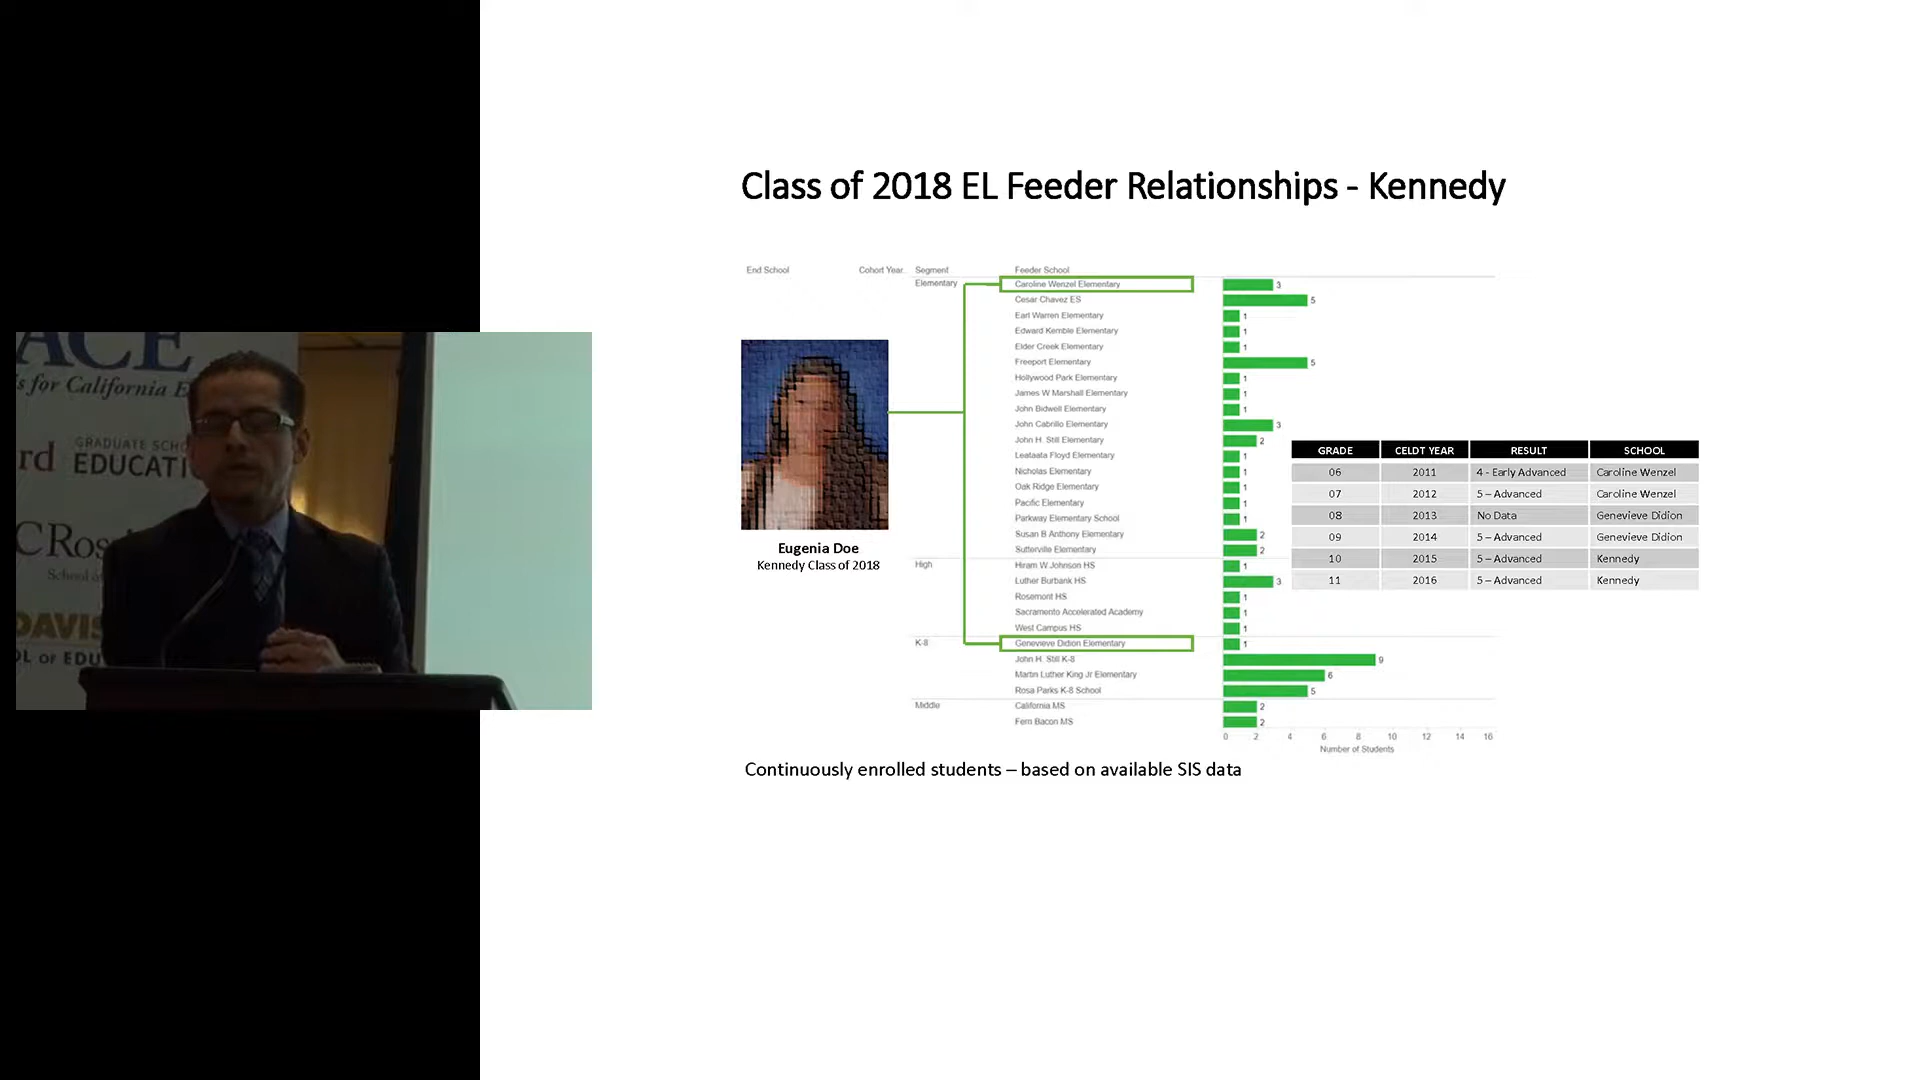 Class of 2018 EL Feeder Relationships - Kennedy
End School Cohort Year.. Segment Feeder School
Elementary Caroline Wenzel Elementary 3
Cesar Chavez ES 5
Earl Warren Elementary 1
Edward Kemble Elementary 1
Elder Creek Elementary 1
Freeport Elementary 5
Hollywood Park Elementary 1
James W Marshall Elementary 1
John Bidwell Elementary 1
John Cabrillo Elementary 3
John H. Still Elementary 2
Leataata Floyd Elementary 1
Nicholas Elementary 1
Oak Ridge Elementary 1
Pacific Elementary 1
Parkway Elementary School 1
Susan B Anthony Elementary 2
Sutterville Elementary 2
High Hiram W Johnson HS 1
Luther Burbank HS 3
Rosemont HS 1
Sacramento Accelerated Academy 1
West Campus HS 1
K-8 Genevieve Didion Elementary 1
John H. Still K-8 9
Martin Luther King Jr Elementary 6
Rosa Parks K-8 School 5
Middle California MS 2
Fern Bacon MS 2
0 2 4 6 8 10 12 14 16
Number of Students
Eugenia Doe
Kennedy Class of 2018
GRADE CELDT YEAR RESULT SCHOOL
06 2011 4 - Early Advanced Caroline Wenzel
07 2012 5 – Advanced Caroline Wenzel
08 2013 No Data Genevieve Didion
09 2014 5 – Advanced Genevieve Didion
10 2015 5 – Advanced Kennedy
11 2016 5 – Advanced Kennedy
Continuously enrolled students – based on available SIS data
ACE
s for California E
rd GRADUATE SCHO
EDUCATI
C Ros
School o
DAVIS
OL OF EDU